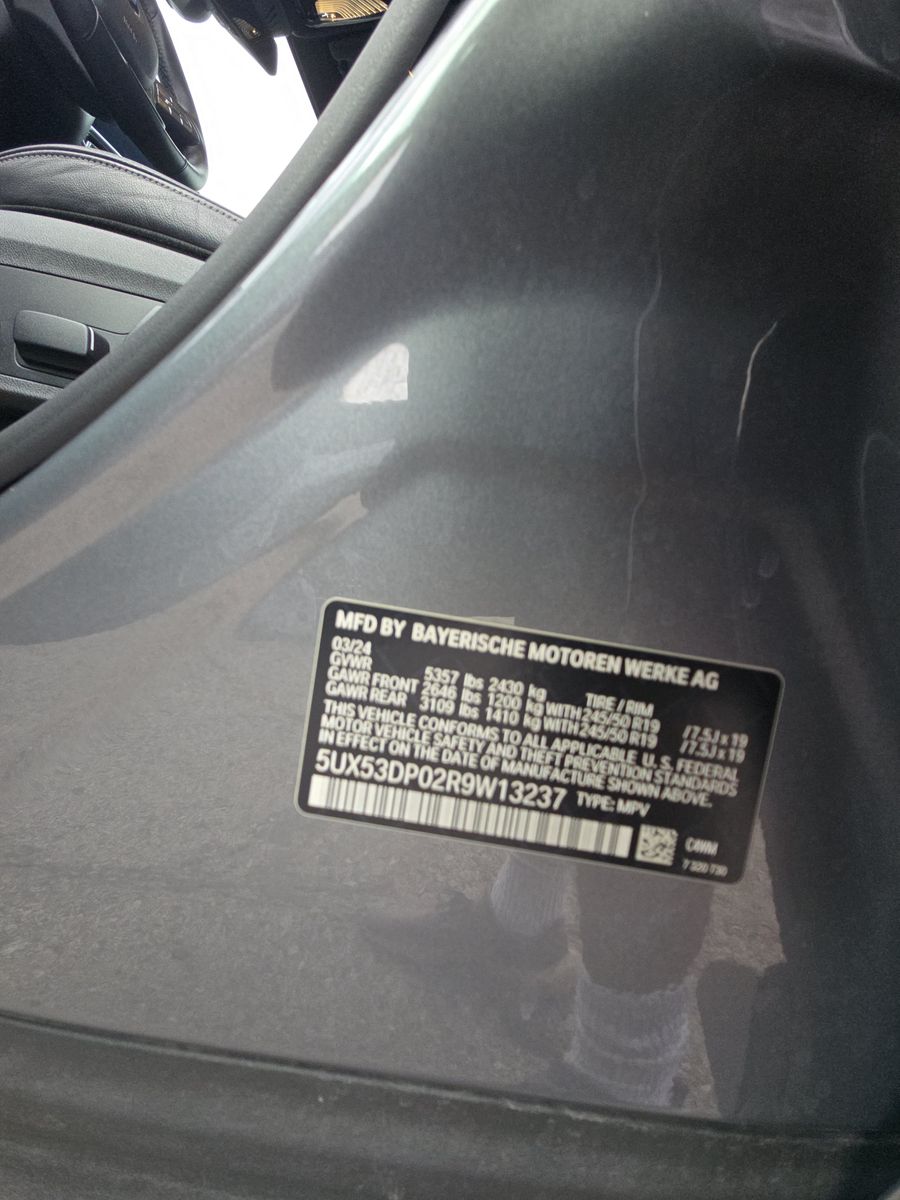 MFD BY BAYERISCHE MOTOREN WERKE AG
03/24
GVWR 5357 lbs 2430 kg TIRE / RIM
GAWR FRONT 2646 lbs 1200 kg WITH 245/50 R19 /7.5J x 19
GAWR REAR 3109 lbs 1410 kg WITH 245/50 R19 /7.5J x 19
THIS VEHICLE CONFORMS TO ALL APPLICABLE U. S. FEDERAL
MOTOR VEHICLE SAFETY AND THEFT PREVENTION STANDARDS
IN EFFECT ON THE DATE OF MANUFACTURE SHOWN ABOVE.
5UX53DP02R9W13237 TYPE: MPV